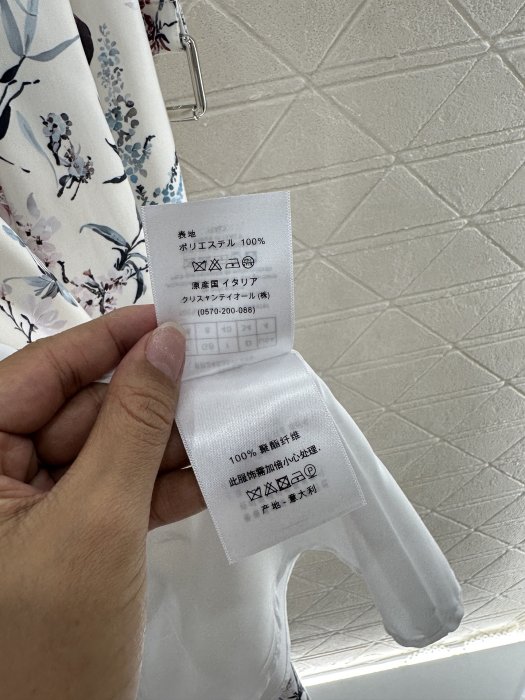 表地
ポリエステル 100%
原産国 イタリア
クリスャンディオール(株)
(0570-200-088)
100% 聚酯纤维
此服饰需加倍小心处理.
产地 - 意大利